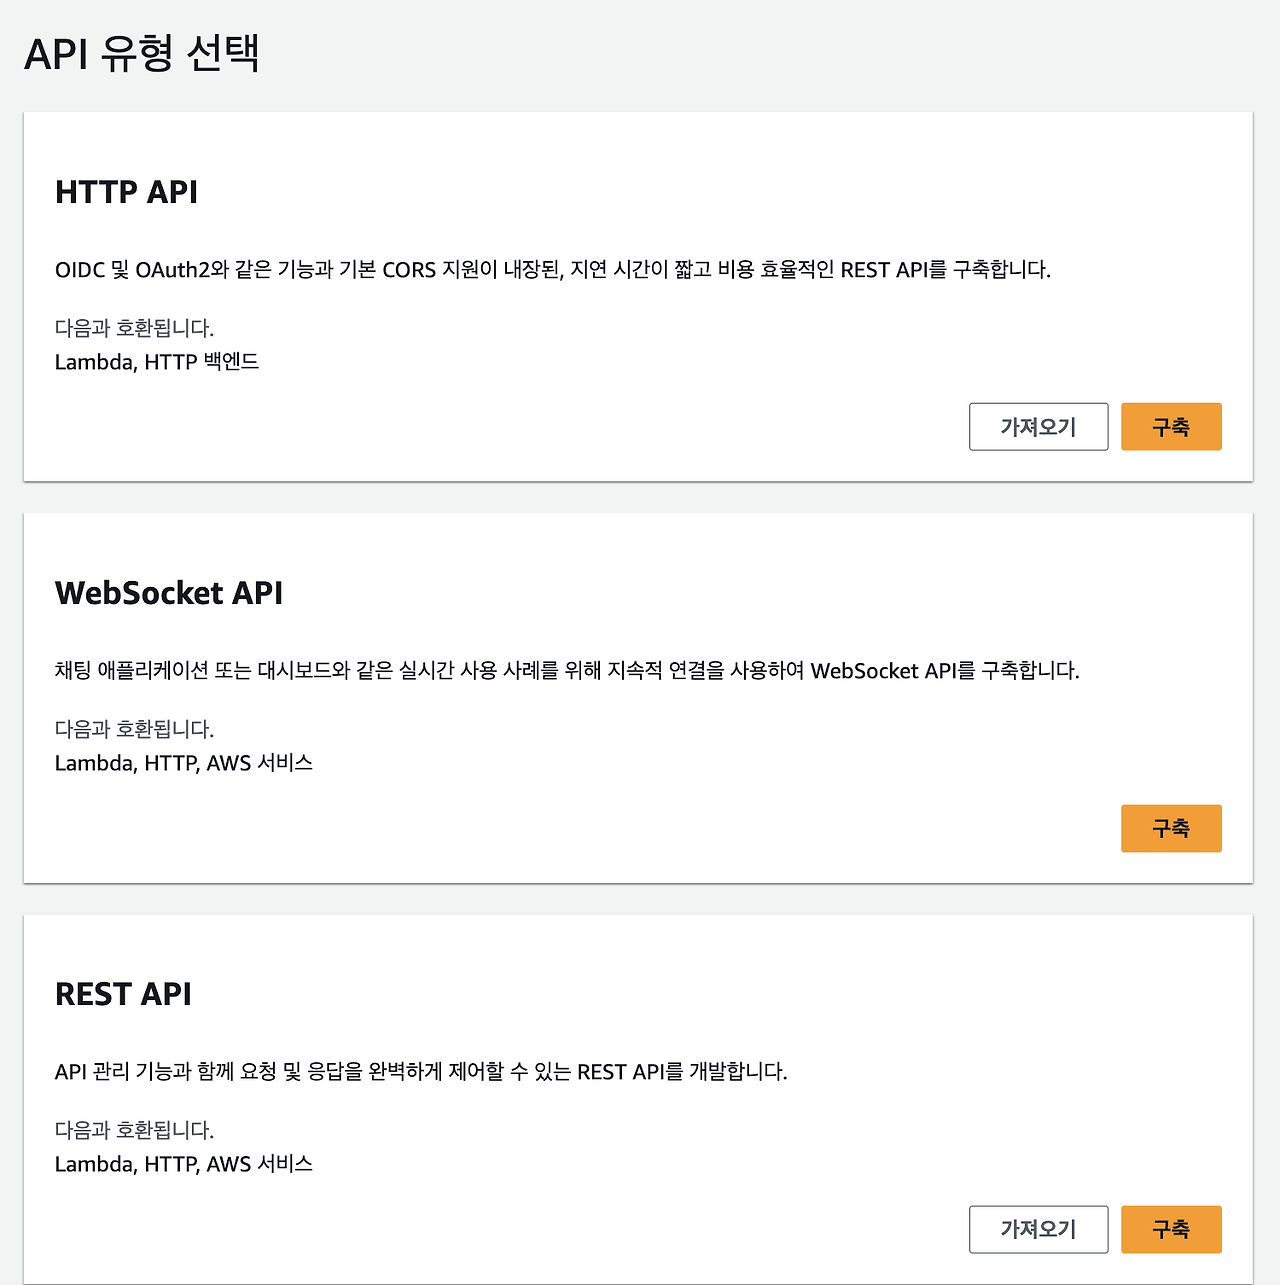 API 유형 선택
HTTP API
OIDC 및 OAuth2와 같은 기능과 기본 CORS 지원이 내장된, 지연 시간이 짧고 비용 효율적인 REST API를 구축합니다.
다음과 호환됩니다.
Lambda, HTTP 백엔드
가져오기 구축
WebSocket API
채팅 애플리케이션 또는 대시보드와 같은 실시간 사용 사례를 위해 지속적 연결을 사용하여 WebSocket API를 구축합니다.
다음과 호환됩니다.
Lambda, HTTP, AWS 서비스
구축
REST API
API 관리 기능과 함께 요청 및 응답을 완벽하게 제어할 수 있는 REST API를 개발합니다.
다음과 호환됩니다.
Lambda, HTTP, AWS 서비스
가져오기 구축